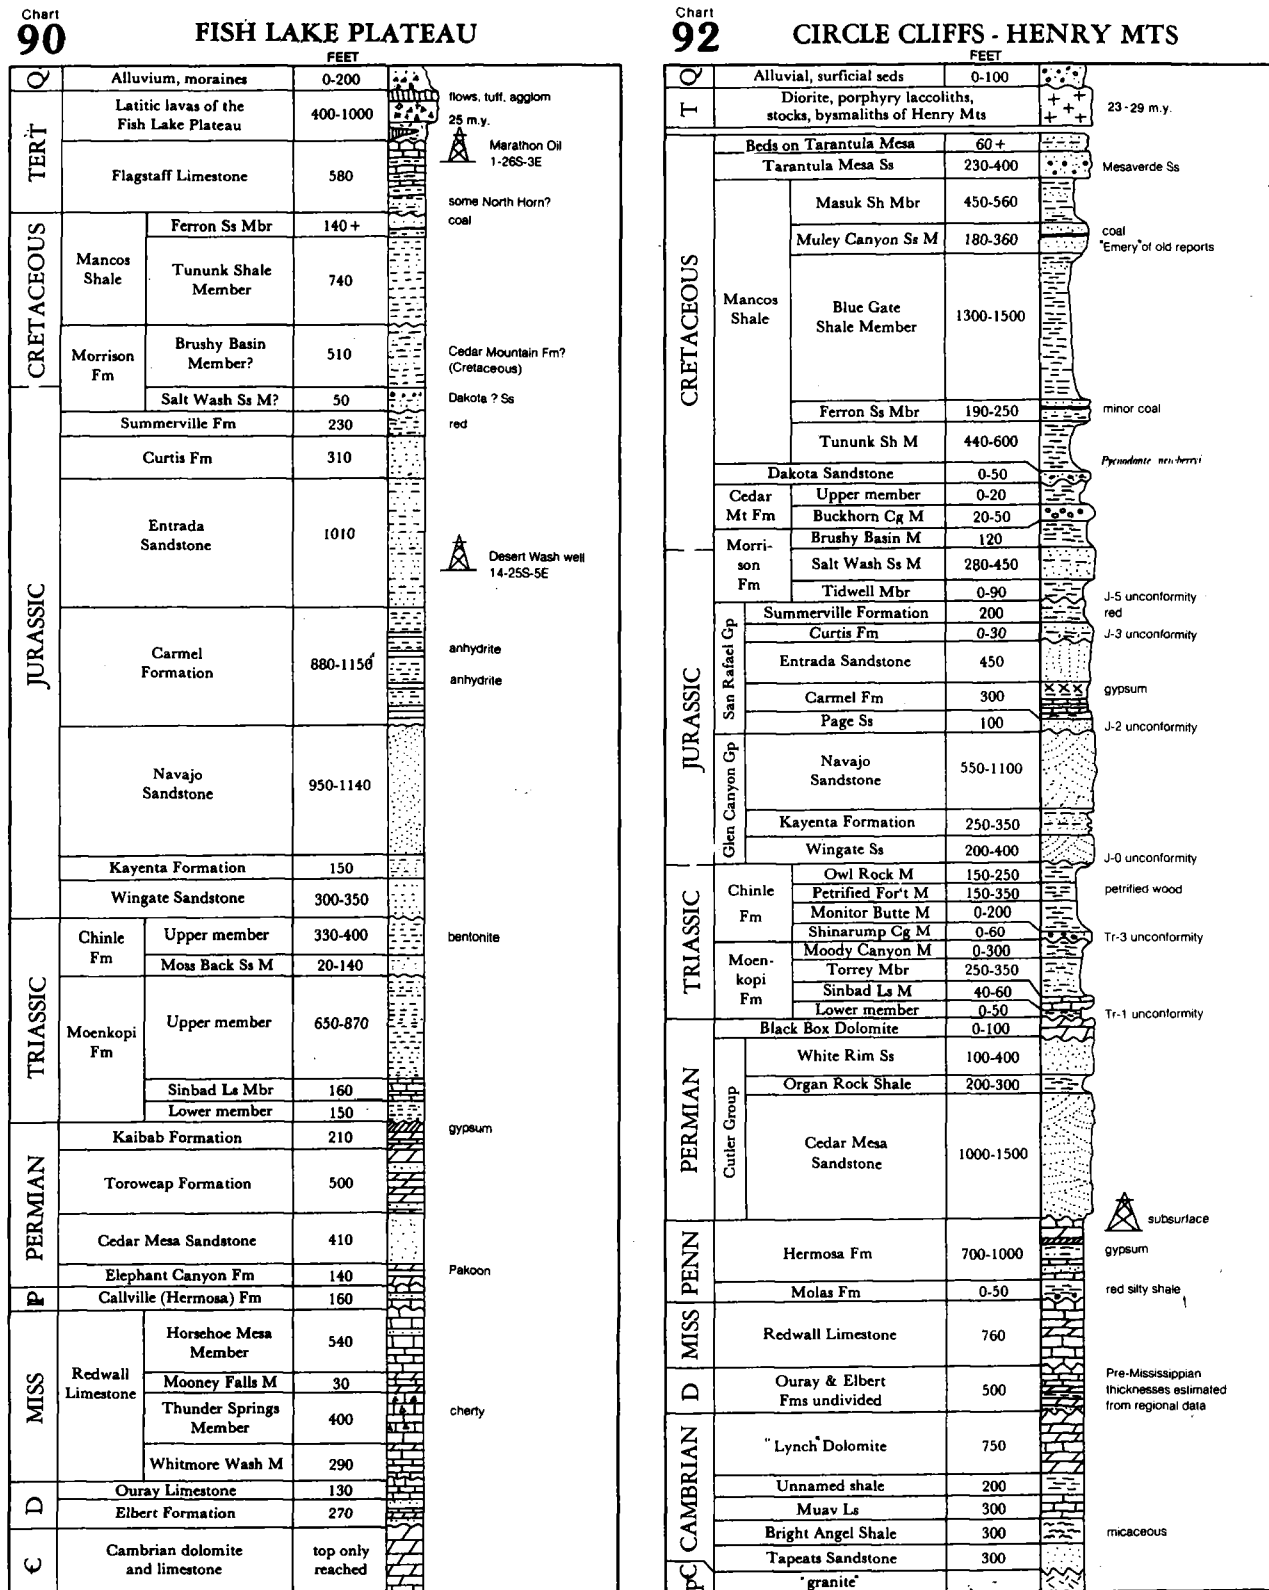 Chart
90
FISH LAKE PLATEAU
FEET
Q
Alluvium, moraines 0-200
TERT
Latitic lavas of the
Fish Lake Plateau
400-1000
flows, tuff, agglom
25 m.y.
Marathon Oil
1-26S-3E
Flagstaff Limestone 580
some North Horn?
CRETACEOUS
Mancos
Shale
Ferron Ss Mbr 140+ coal
Tununk Shale
Member
740
Morrison
Fm
Brushy Basin
Member?
510
Cedar Mountain Fm?
(Cretaceous)
Salt Wash Ss M? 50 Dakota ? Ss
JURASSIC
Summerville Fm 230 red
Curtis Fm 310
Entrada
Sandstone
1010
Desert Wash well
14-25S-5E
Carmel
Formation
880-1150
anhydrite
anhydrite
Navajo
Sandstone
950-1140
Kayenta Formation 150
Wingate Sandstone 300-350
TRIASSIC
Chinle
Fm
Upper member 330-400 bentonite
Moss Back Ss M 20-140
Moenkopi
Fm
Upper member 650-870
Sinbad Ls Mbr 160
Lower member 150
gypsum
PERMIAN
Kaibab Formation 210
Toroweap Formation 500
Cedar Mesa Sandstone 410
Elephant Canyon Fm 140 Pakoon
P
Callville (Hermosa) Fm 160
MISS
Redwall
Limestone
Horsehoe Mesa
Member
540
Mooney Falls M 30
Thunder Springs
Member
400
cherty
Whitmore Wash M 290
D
Ouray Limestone 130
Elbert Formation 270
Є
Cambrian dolomite
and limestone
top only
reached
Chart
92
CIRCLE CLIFFS - HENRY MTS
FEET
Q
Alluvial, surficial seds 0-100
T
Diorite, porphyry laccoliths,
stocks, bysmaliths of Henry Mts
23-29 m.y.
CRETACEOUS
Beds on Tarantula Mesa 60+
Tarantula Mesa Ss 230-400 Mesaverde Ss
Mancos
Shale
Masuk Sh Mbr 450-560
Muley Canyon Ss M 180-360
coal
"Emery" of old reports
Blue Gate
Shale Member
1300-1500
Ferron Ss Mbr 190-250 minor coal
Tununk Sh M 440-600
Dakota Sandstone 0-50
Cedar
Mt Fm
Upper member 0-20
Buckhorn Cg M 20-50
Morri-
son
Fm
Brushy Basin M 120
JURASSIC
Salt Wash Ss M 280-450
Tidwell Mbr 0-90 J-5 unconformity
San Rafael Gp
Summerville Formation 200 red
Curtis Fm 0-30 J-3 unconformity
Entrada Sandstone 450
Carmel Fm 300 gypsum
Page Ss 100 J-2 unconformity
Glen Canyon Gp
Navajo
Sandstone
550-1100
Kayenta Formation 250-350
Wingate Ss 200-400 J-0 unconformity
TRIASSIC
Chinle
Fm
Owl Rock M 150-250
Petrified For't M 150-350 petrified wood
Monitor Butte M 0-200
Shinarump Cg M 0-60 Tr-3 unconformity
Moen-
kopi
Fm
Moody Canyon M 0-300
Torrey Mbr 250-350
Sinbad Ls M 40-60
Lower member 0-50 Tr-1 unconformity
PERMIAN
Black Box Dolomite 0-100
Cutler Group
White Rim Ss 100-400
Organ Rock Shale 200-300
Cedar Mesa
Sandstone
1000-1500
subsurface
PENN
Hermosa Fm 700-1000 gypsum
Molas Fm 0-50 red silty shale
MISS
Redwall Limestone 760
D
Ouray & Elbert
Fms undivided
500
Pre-Mississippian
thicknesses estimated
from regional data
CAMBRIAN
"Lynch" Dolomite 750
Unnamed shale 200
Muav Ls 300
Bright Angel Shale 300 micaceous
Tapeats Sandstone 300
pЄ
"granite" -